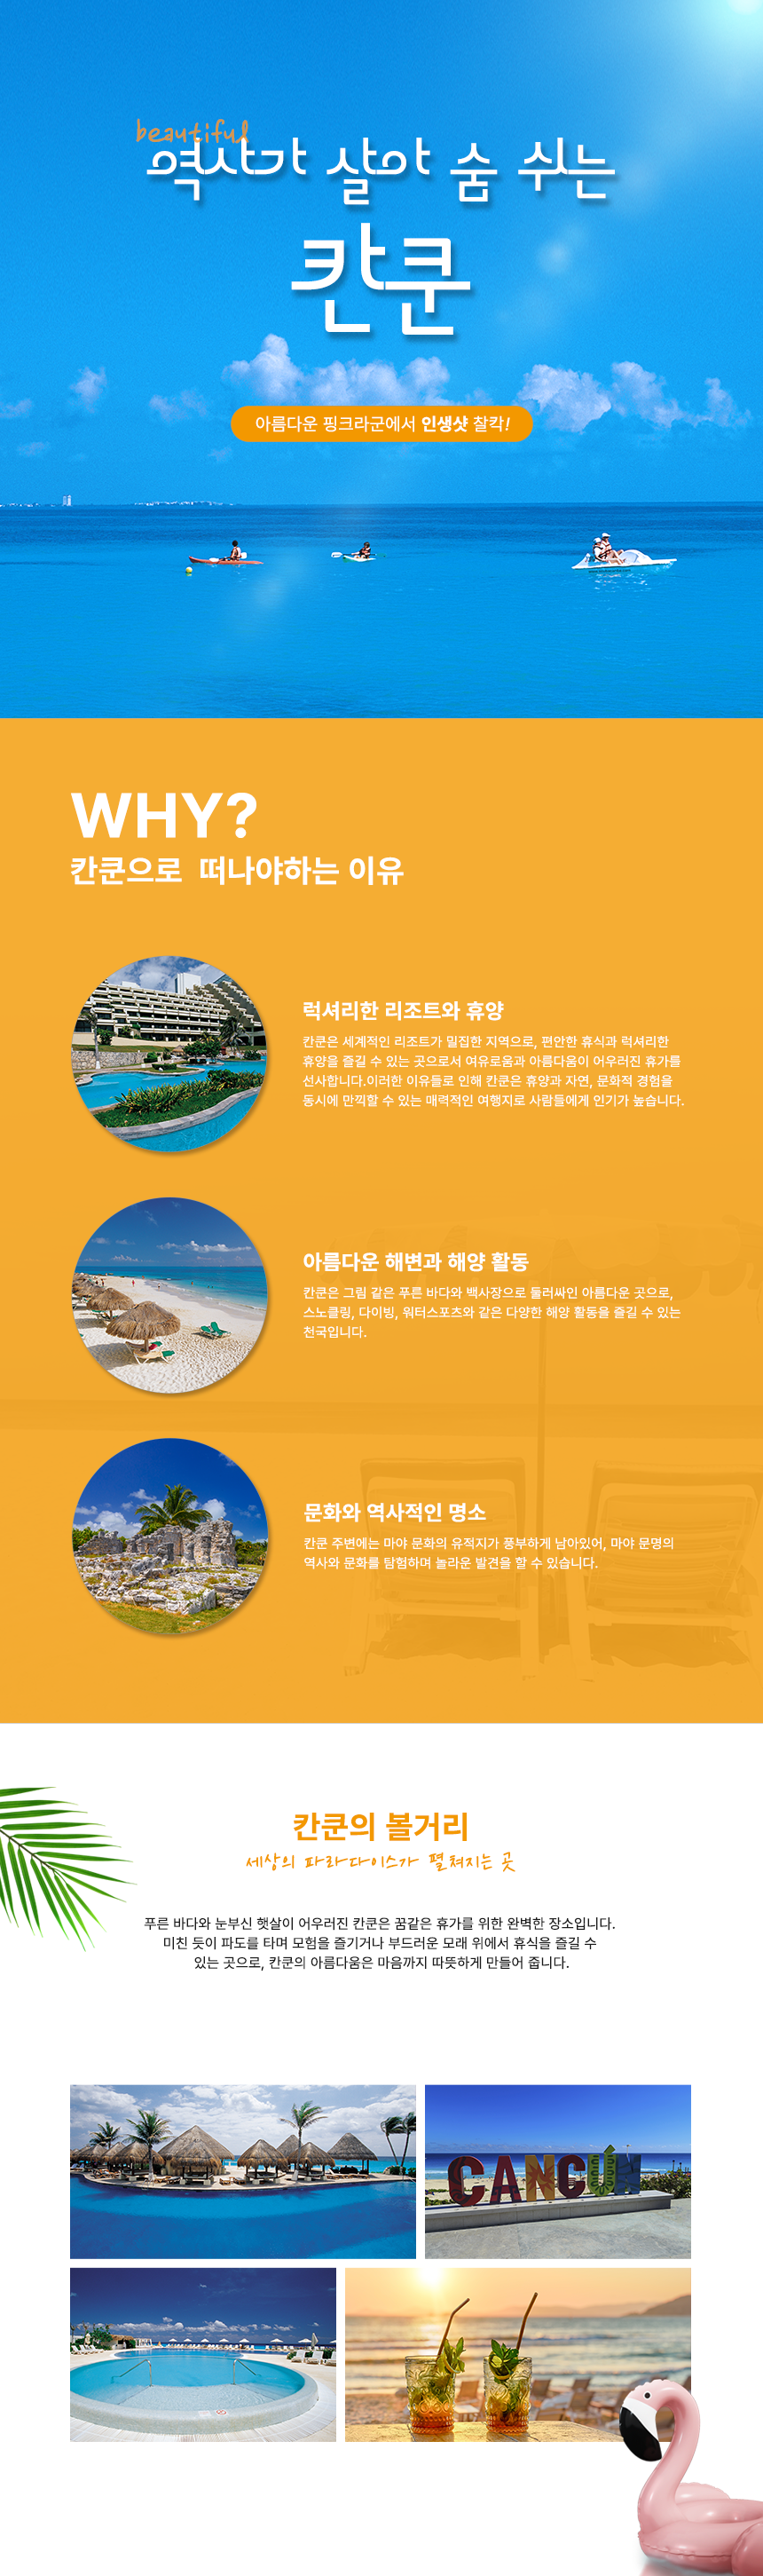 beautiful
역사가 살아 숨 쉬는
칸쿤
아름다운 핑크라군에서 인생샷 찰칵!
WHY?
칸쿤으로 떠나야하는 이유
럭셔리한 리조트와 휴양
칸쿤은 세계적인 리조트가 밀집한 지역으로, 편안한 휴식과 럭셔리한
휴양을 즐길 수 있는 곳으로서 여유로움과 아름다움이 어우러진 휴가를
선사합니다.이러한 이유들로 인해 칸쿤은 휴양과 자연, 문화적 경험을
동시에 만끽할 수 있는 매력적인 여행지로 사람들에게 인기가 높습니다.
아름다운 해변과 해양 활동
칸쿤은 그림 같은 푸른 바다와 백사장으로 둘러싸인 아름다운 곳으로,
스노클링, 다이빙, 워터스포츠와 같은 다양한 해양 활동을 즐길 수 있는
천국입니다.
문화와 역사적인 명소
칸쿤 주변에는 마야 문화의 유적지가 풍부하게 남아있어, 마야 문명의
역사와 문화를 탐험하며 놀라운 발견을 할 수 있습니다.
칸쿤의 볼거리
세상의 파라다이스가 펼쳐지는 곳
푸른 바다와 눈부신 햇살이 어우러진 칸쿤은 꿈같은 휴가를 위한 완벽한 장소입니다.
미친 듯이 파도를 타며 모험을 즐기거나 부드러운 모래 위에서 휴식을 즐길 수
있는 곳으로, 칸쿤의 아름다움은 마음까지 따뜻하게 만들어 줍니다.
CANCÚN